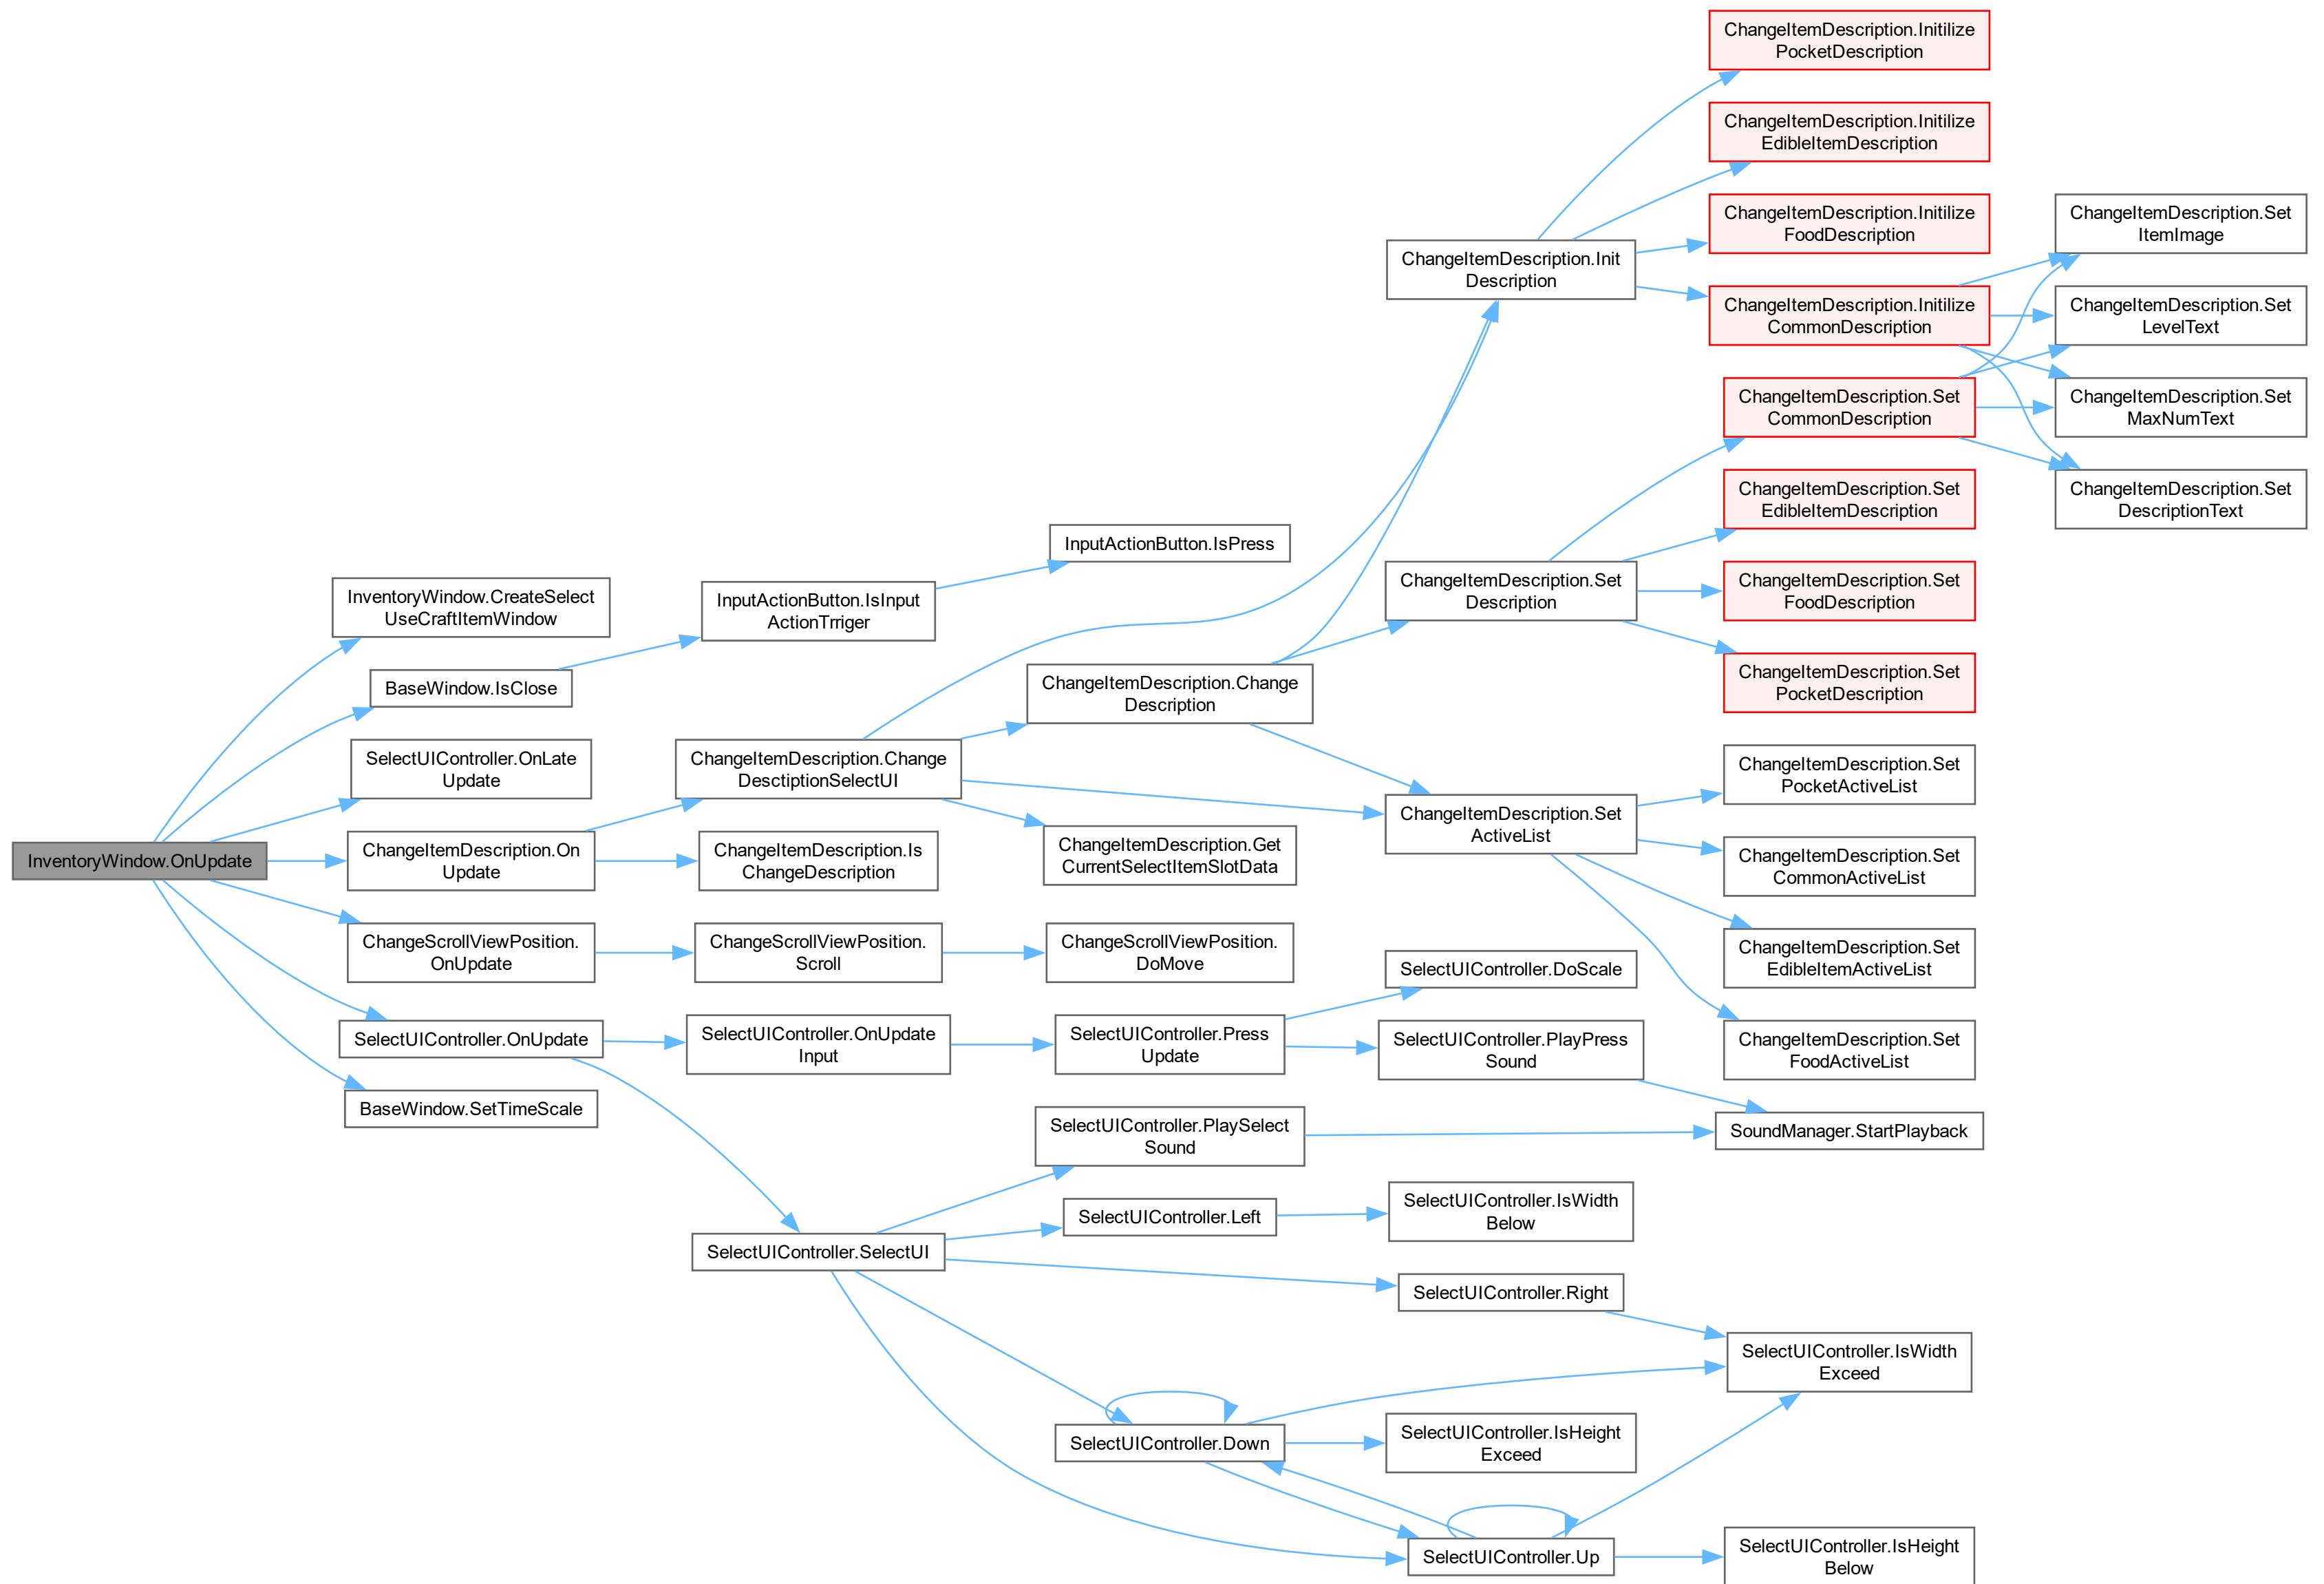 ChangeItemDescription.Initilize
PocketDescription
ChangeItemDescription.Initilize
EdibleItemDescription
ChangeItemDescription.Initilize
FoodDescription
ChangeItemDescription.Set
ItemImage
ChangeItemDescription.Init
Description
ChangeItemDescription.Initilize
CommonDescription
ChangeItemDescription.Set
LevelText
ChangeItemDescription.Set
CommonDescription
ChangeItemDescription.Set
MaxNumText
ChangeItemDescription.Set
EdibleItemDescription
ChangeItemDescription.Set
DescriptionText
InputActionButton.IsPress
InventoryWindow.CreateSelect
UseCraftItemWindow
InputActionButton.IsInput
ActionTrriger
ChangeItemDescription.Set
Description
ChangeItemDescription.Set
FoodDescription
BaseWindow.IsClose
ChangeItemDescription.Change
Description
ChangeItemDescription.Set
PocketDescription
SelectUIController.OnLate
Update
ChangeItemDescription.Change
DesctiptionSelectUI
ChangeItemDescription.Set
PocketActiveList
ChangeItemDescription.Set
ActiveList
InventoryWindow.OnUpdate
ChangeItemDescription.On
Update
ChangeItemDescription.Is
ChangeDescription
ChangeItemDescription.Get
CurrentSelectItemSlotData
ChangeItemDescription.Set
CommonActiveList
ChangeScrollViewPosition.
OnUpdate
ChangeScrollViewPosition.
Scroll
ChangeScrollViewPosition.
DoMove
ChangeItemDescription.Set
EdibleItemActiveList
SelectUIController.DoScale
SelectUIController.OnUpdate
SelectUIController.OnUpdate
Input
SelectUIController.Press
Update
SelectUIController.PlayPress
Sound
ChangeItemDescription.Set
FoodActiveList
BaseWindow.SetTimeScale
SelectUIController.PlaySelect
Sound
SoundManager.StartPlayback
SelectUIController.Left
SelectUIController.IsWidth
Below
SelectUIController.SelectUI
SelectUIController.Right
SelectUIController.IsWidth
Exceed
SelectUIController.Down
SelectUIController.IsHeight
Exceed
SelectUIController.Up
SelectUIController.IsHeight
Below